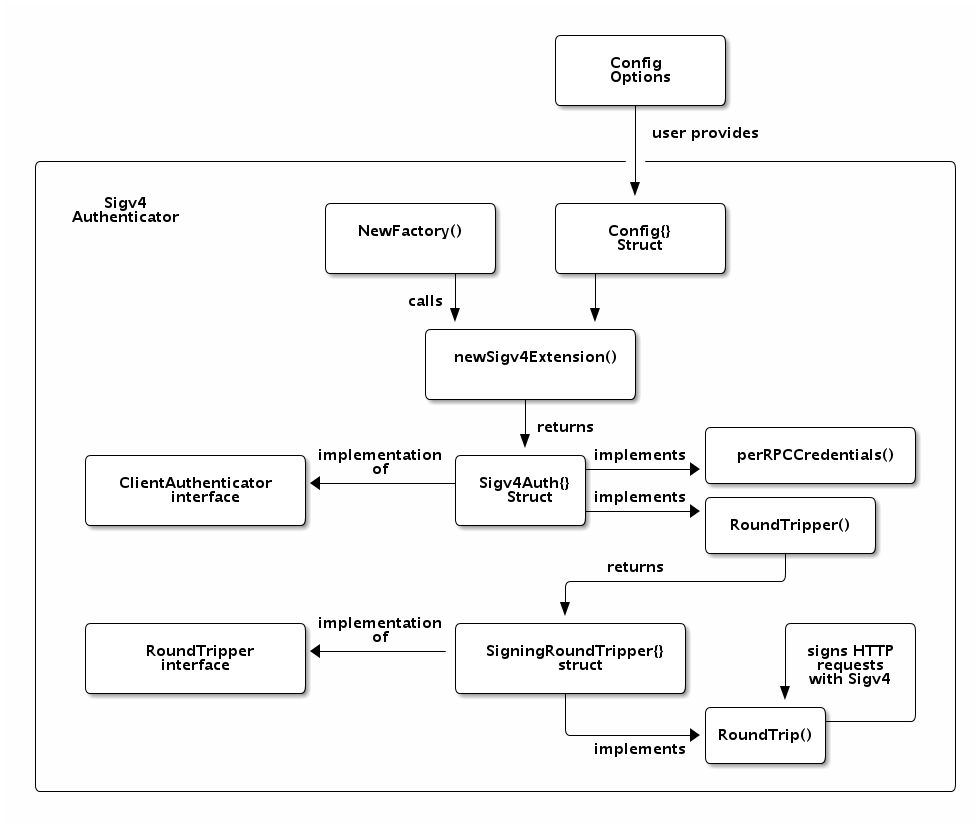 Config
Options
user provides
Sigv4
Authenticator
NewFactory()
Config{}
Struct
calls
newSigv4Extension()
returns
implementation
of
implements
perRPCCredentials()
ClientAuthenticator
interface
Sigv4Auth{}
Struct
implements
RoundTripper()
returns
implementation
of
RoundTripper
interface
SigningRoundTripper{}
struct
signs HTTP
requests
with Sigv4
RoundTrip()
implements